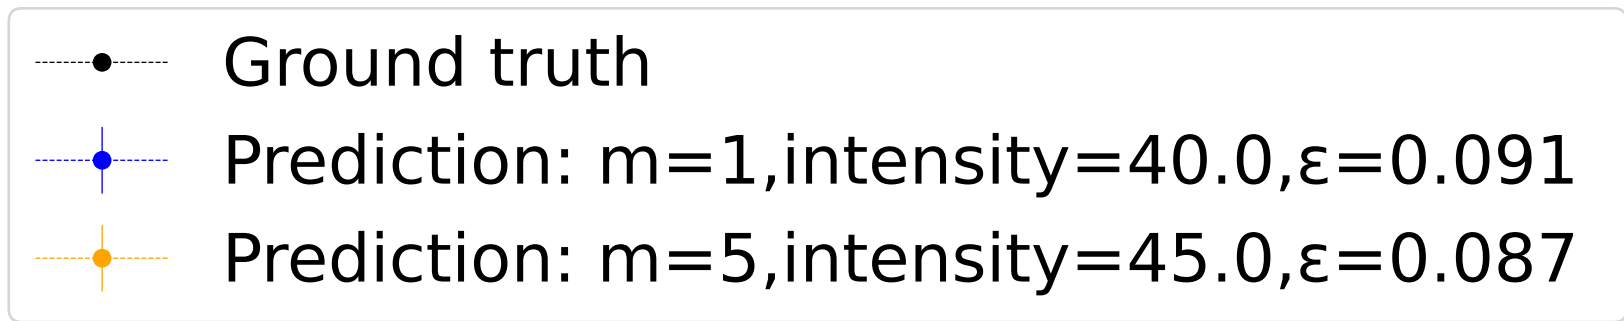 Ground truth
Prediction: m=1,intensity=40.0,ε=0.091
Prediction: m=5,intensity=45.0,ε=0.087